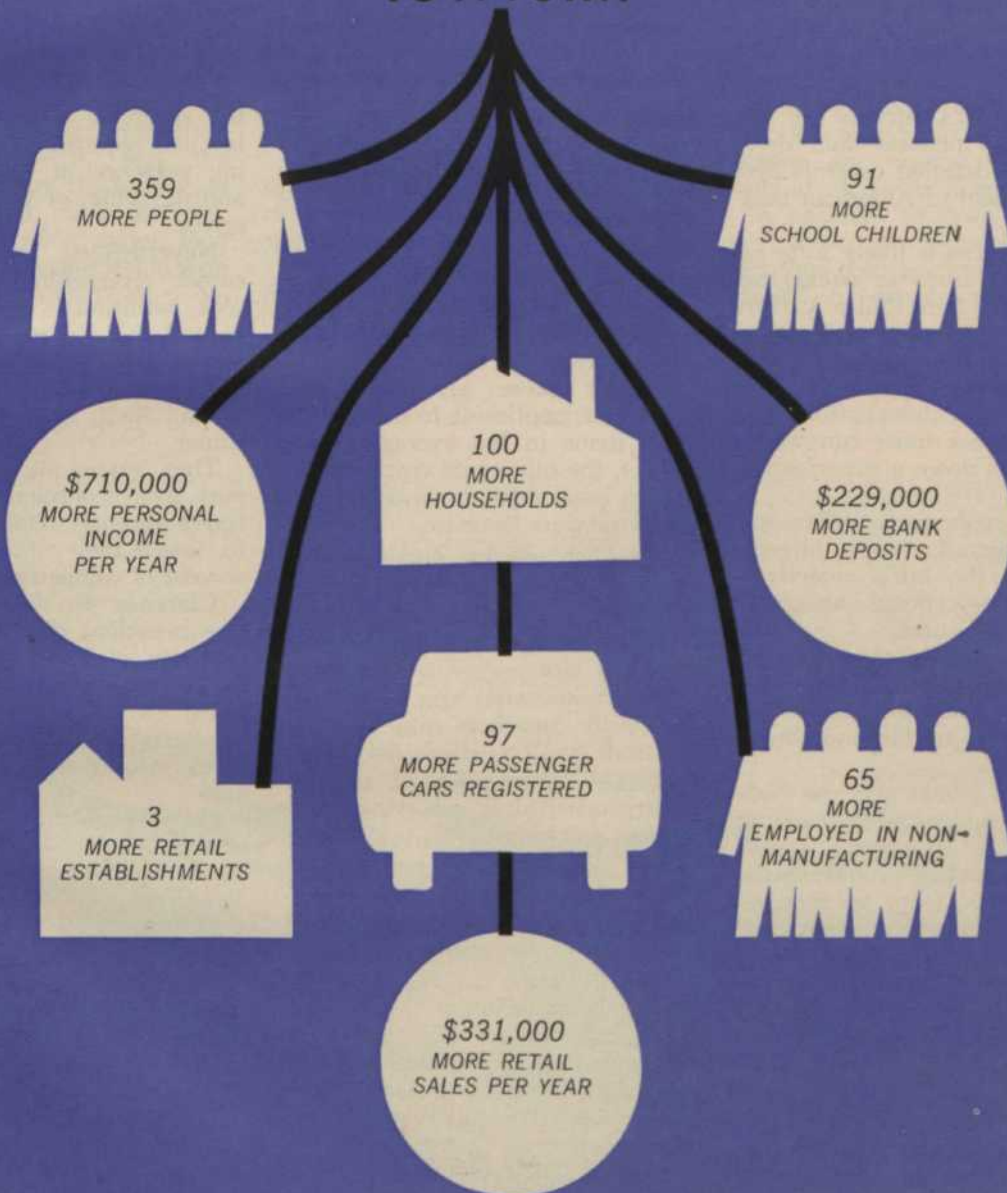 359
MORE PEOPLE
91
MORE
SCHOOL CHILDREN
$710,000
MORE PERSONAL
INCOME
PER YEAR
100
MORE
HOUSEHOLDS
$229,000
MORE BANK
DEPOSITS
3
MORE RETAIL
ESTABLISHMENTS
97
MORE PASSENGER
CARS REGISTERED
65
MORE
EMPLOYED IN NON-
MANUFACTURING
$331,000
MORE RETAIL
SALES PER YEAR